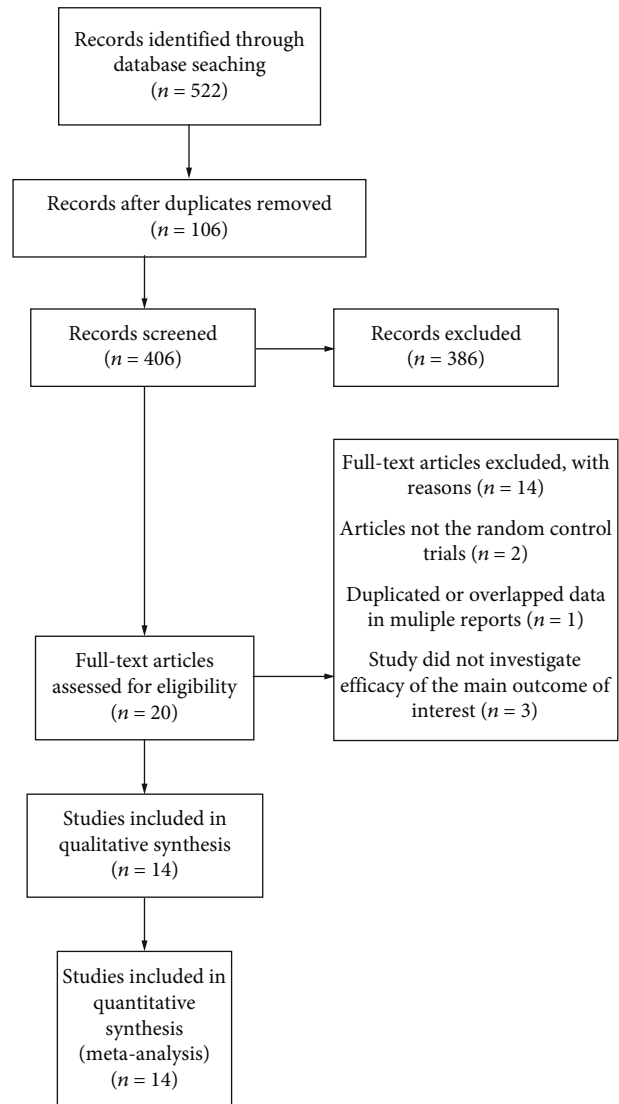 Records identified through
database seaching
(n = 522)
Records after duplicates removed
(n = 106)
Records screened
(n = 406)
Records excluded
(n = 386)
Full-text articles excluded, with
reasons (n = 14)
Articles not the random control
trials (n = 2)
Duplicated or overlapped data
in muliple reports (n = 1)
Study did not investigate
efficacy of the main outcome of
interest (n = 3)
Full-text articles
assessed for eligibility
(n = 20)
Studies included in
qualitative synthesis
(n = 14)
Studies included in
quantitative
synthesis
(meta-analysis)
(n = 14)